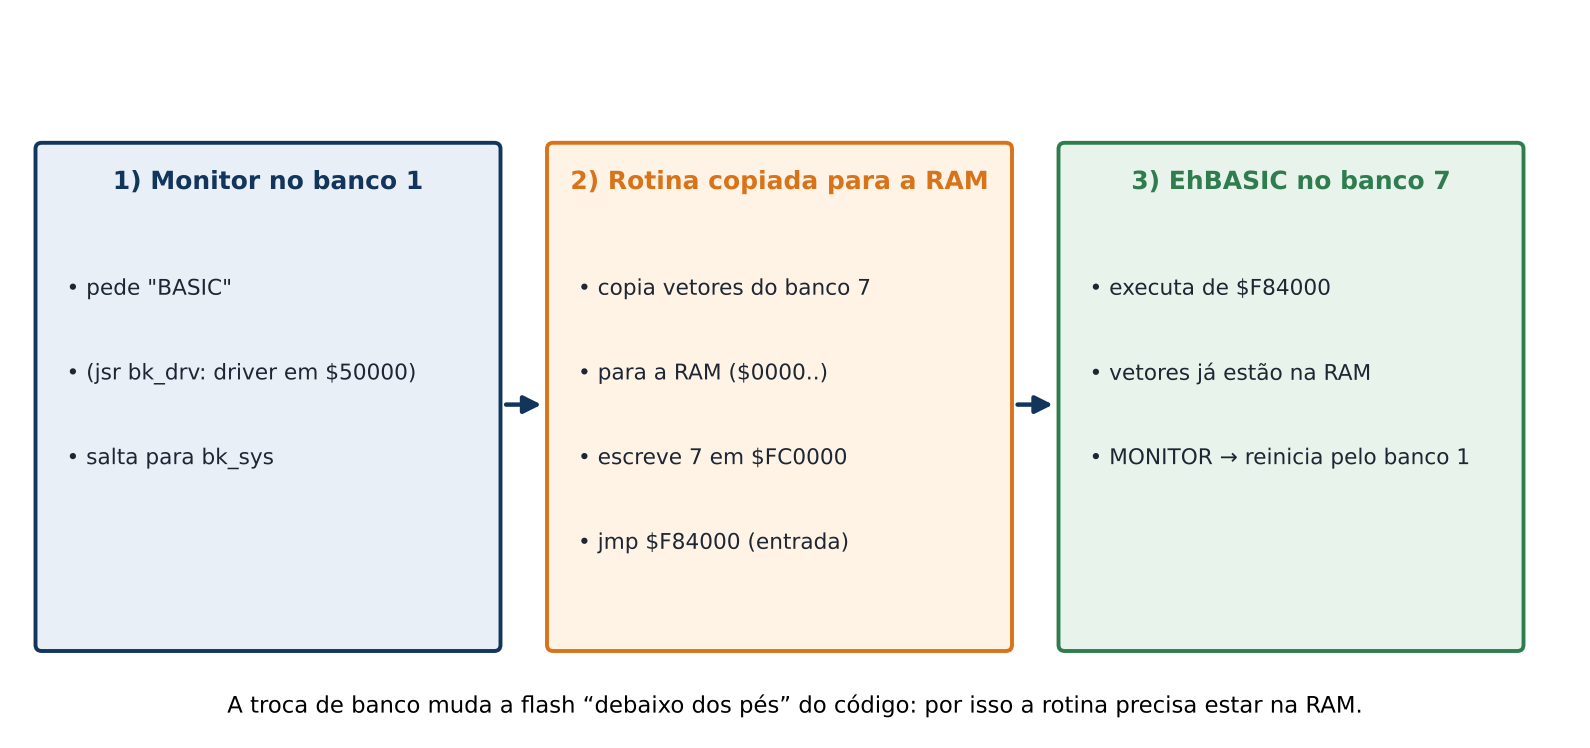 1) Monitor no banco 1
• pede "BASIC"
• (jsr bk_drv: driver em $50000)
• salta para bk_sys
2) Rotina copiada para a RAM
• copia vetores do banco 7
• para a RAM ($0000..)
• escreve 7 em $FC0000
• jmp $F84000 (entrada)
3) EhBASIC no banco 7
• executa de $F84000
• vetores já estão na RAM
• MONITOR → reinicia pelo banco 1
A troca de banco muda a flash “debaixo dos pés” do código: por isso a rotina precisa estar na RAM.